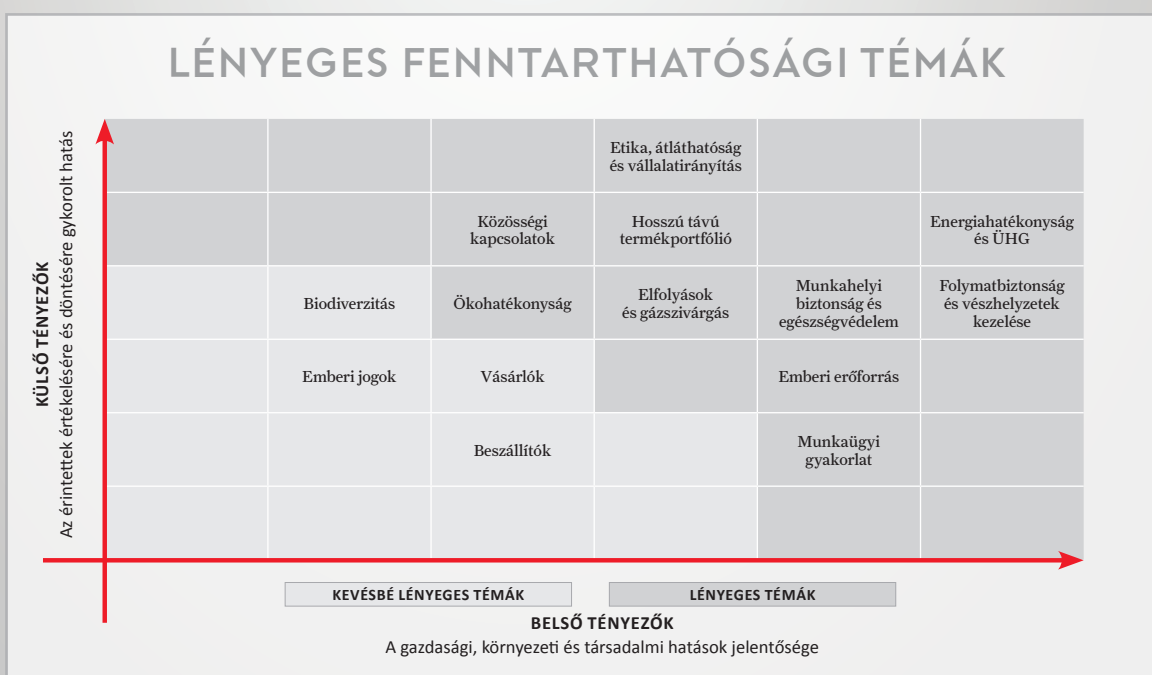 LÉNYEGES FENNTARTHATÓSÁGI TÉMÁK
KÜLSŐ TÉNYEZŐK
Az érintettek értékelésére és döntésére gykorolt hatás
Etika, átláthatóság
és vállalatirányítás
Közösségi
kapcsolatok
Hosszú távú
termékportfólió
Energiahatékonyság
és ÜHG
Biodiverzitás
Ökohatékonyság
Elfolyások
és gázszivárgás
Munkahelyi
biztonság és
egészségvédelem
Folymatbiztonság
és vészhelyzetek
kezelése
Emberi jogok
Vásárlók
Emberi erőforrás
Beszállítók
Munkaügyi
gyakorlat
KEVÉSBÉ LÉNYEGES TÉMÁK
LÉNYEGES TÉMÁK
BELSŐ TÉNYEZŐK
A gazdasági, környezeti és társadalmi hatások jelentősége